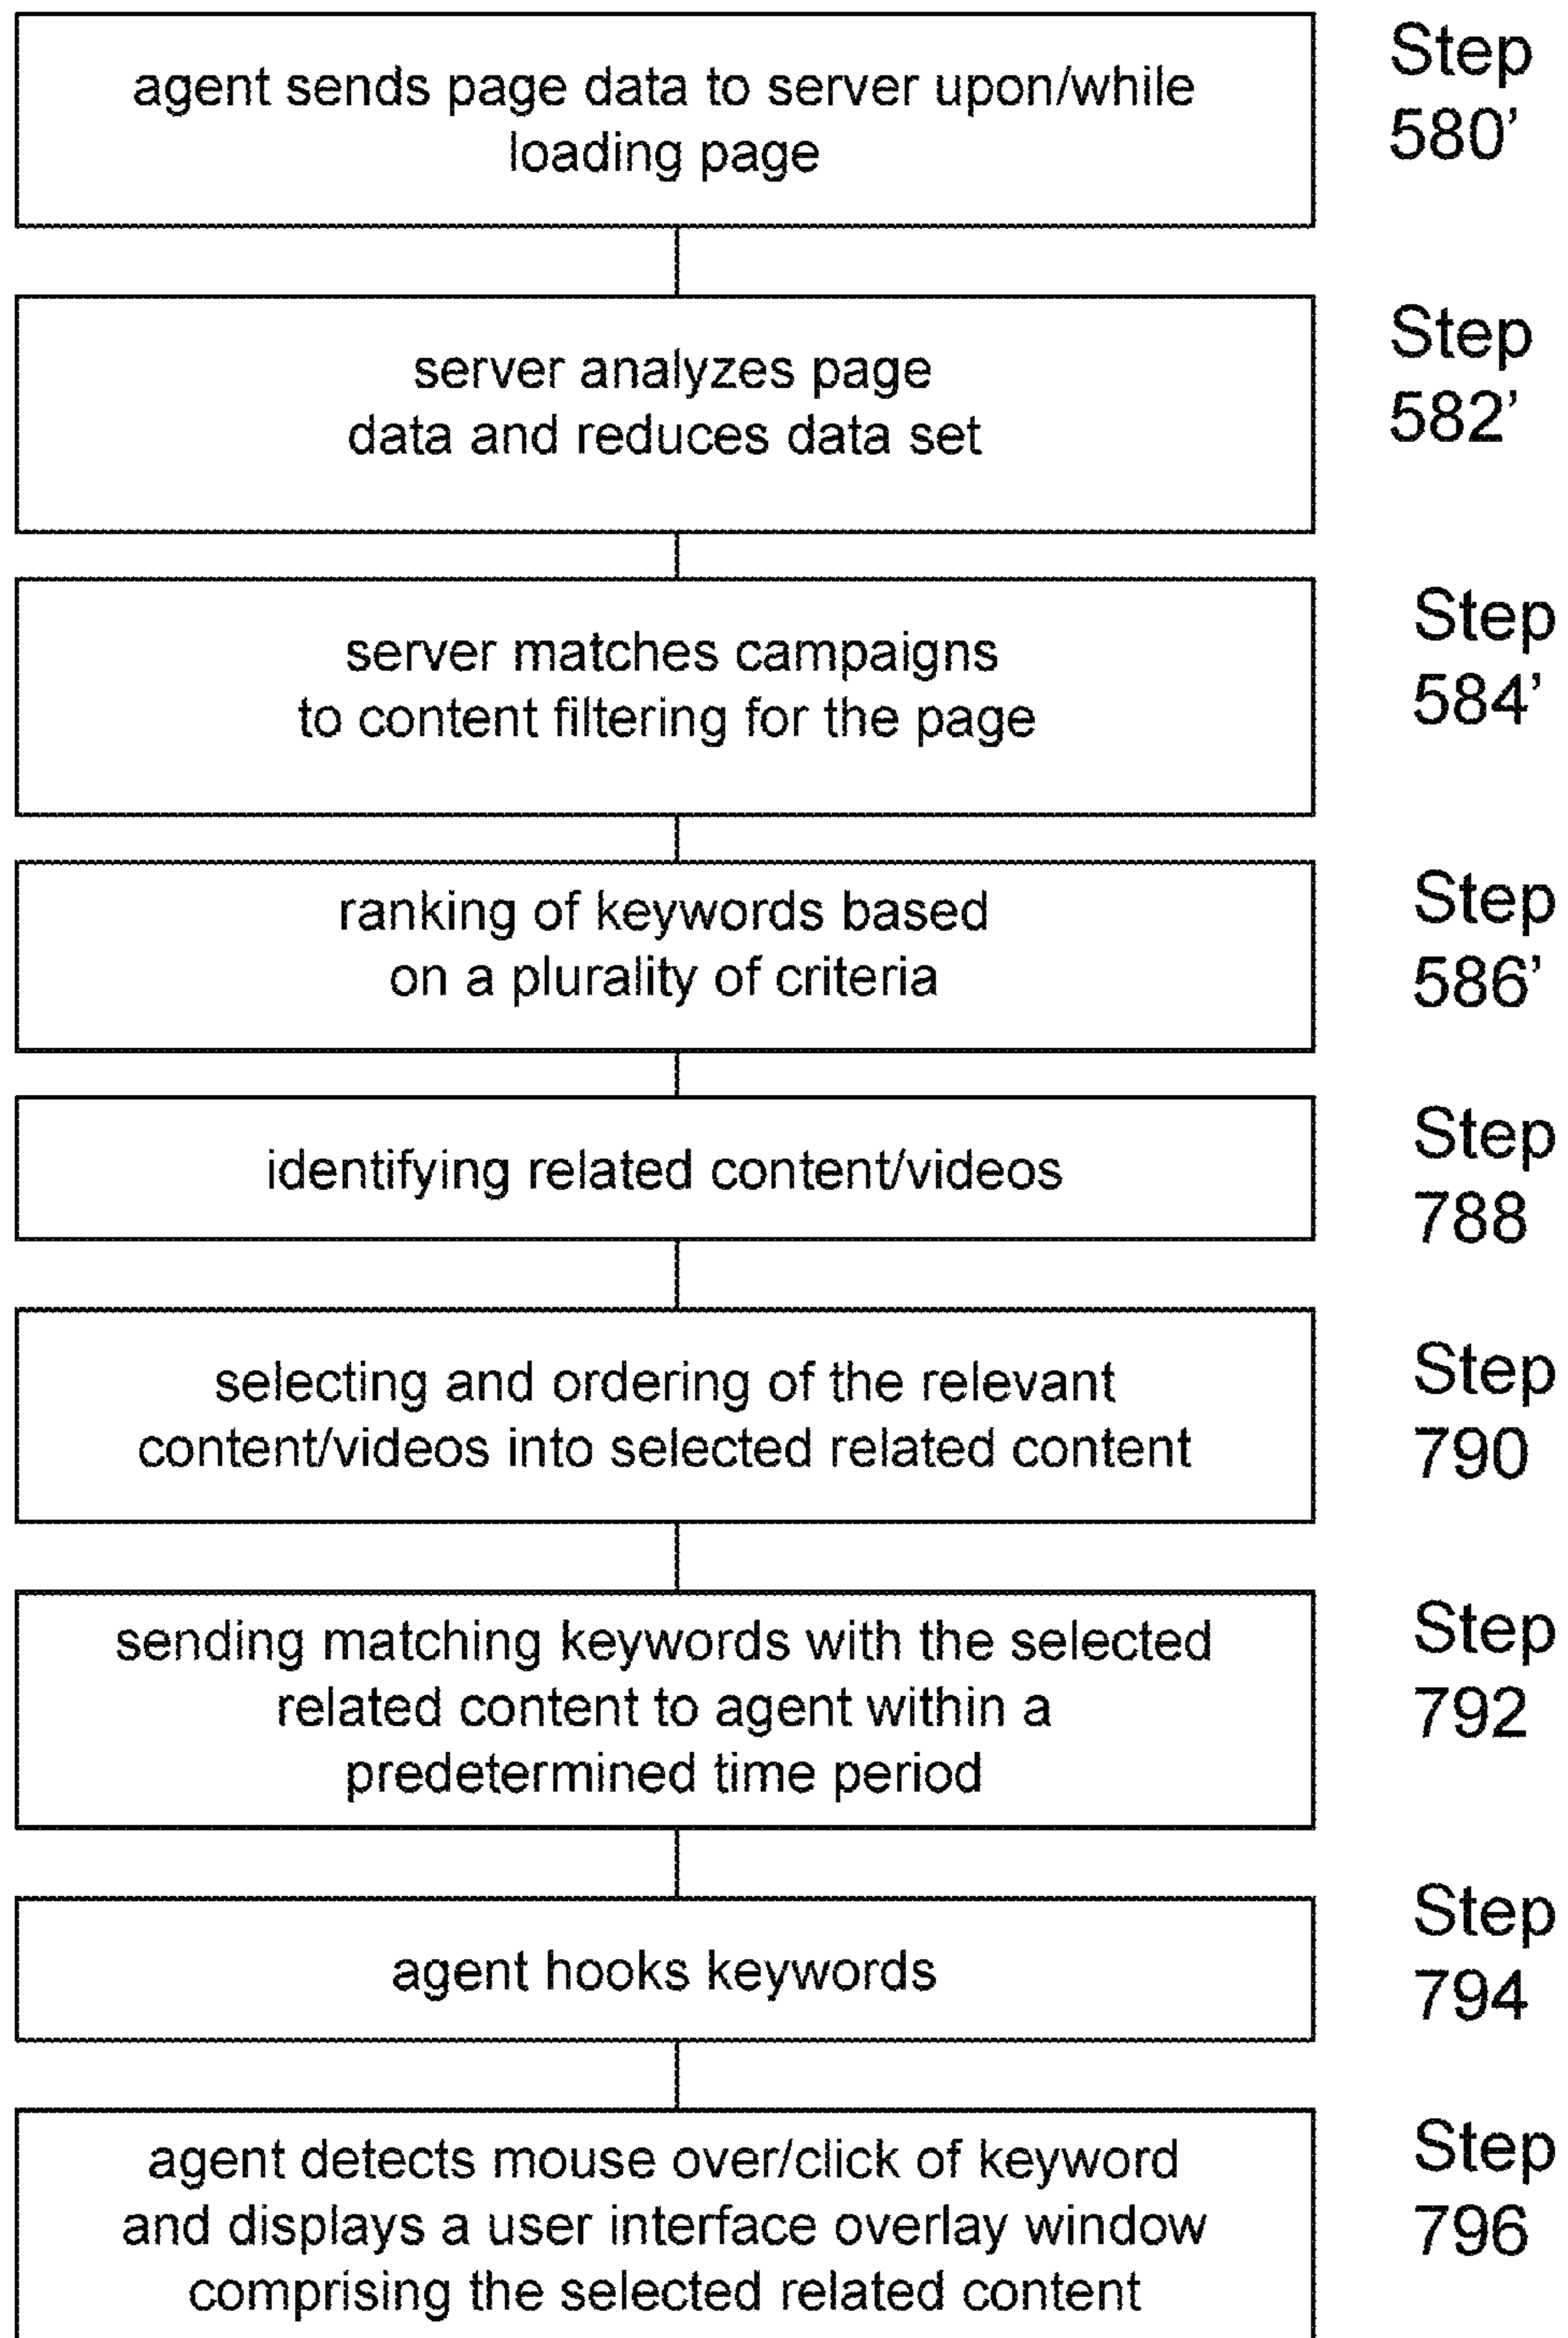 agent sends page data to server upon/while
loading page
Step
580’
server analyzes page
data and reduces data set
Step
582’
server matches campaigns
to content filtering for the page
Step
584’
ranking of keywords based
on a plurality of criteria
Step
586’
identifying related content/videos
Step
788
selecting and ordering of the relevant
content/videos into selected related content
Step
790
sending matching keywords with the selected
related content to agent within a
predetermined time period
Step
792
agent hooks keywords
Step
794
agent detects mouse over/click of keyword
and displays a user interface overlay window
comprising the selected related content
Step
796